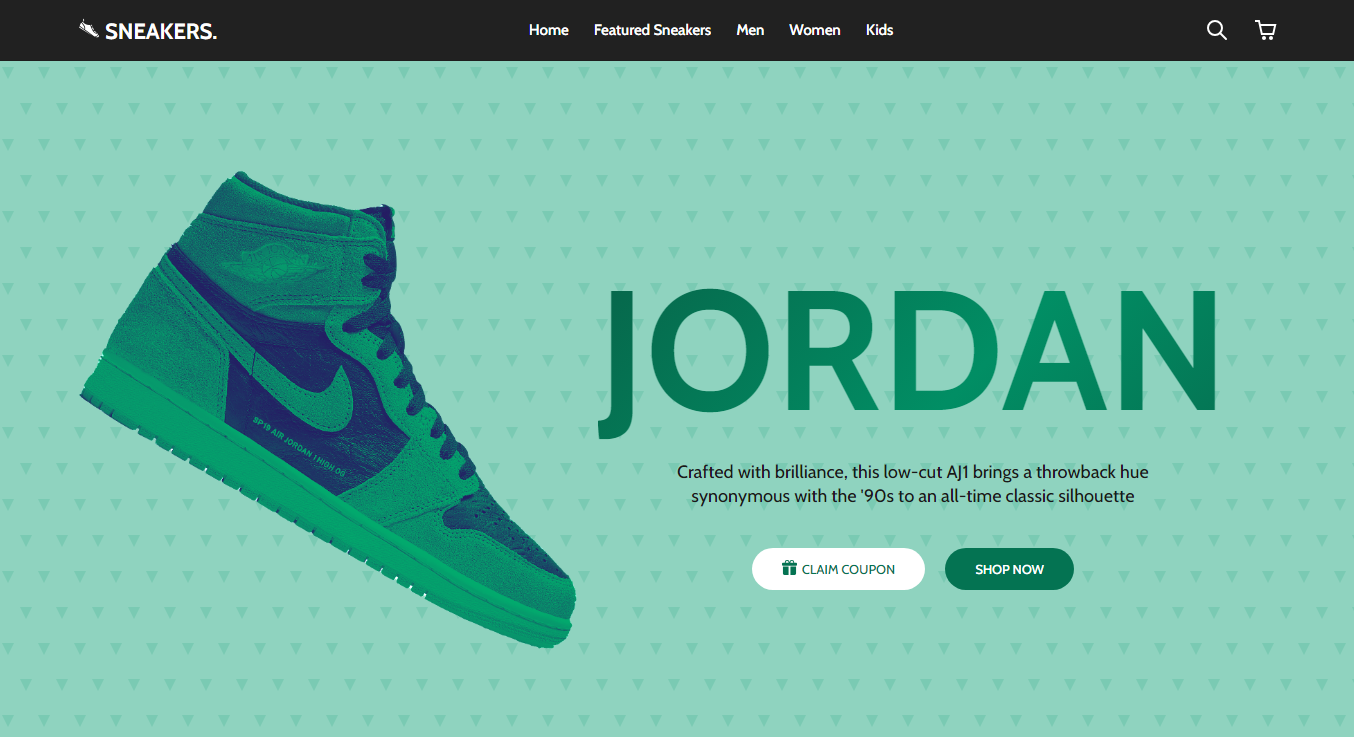 SNEAKERS.
Home Featured Sneakers Men Women Kids
SP19 AIR JORDAN 1 HIGH OG
JORDAN
Crafted with brilliance, this low-cut AJ1 brings a throwback hue
synonymous with the '90s to an all-time classic silhouette
CLAIM COUPON SHOP NOW